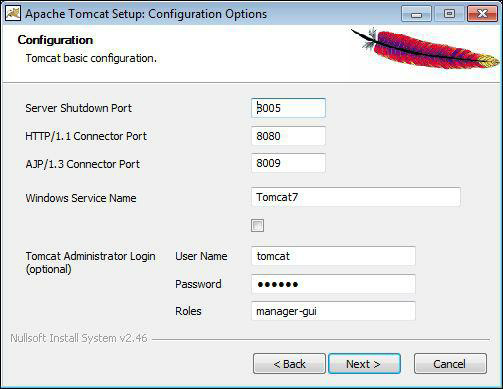 Apache Tomcat Setup: Configuration Options
Configuration
Tomcat basic configuration.
Server Shutdown Port 8005
HTTP/1.1 Connector Port 8080
AJP/1.3 Connector Port 8009
Windows Service Name Tomcat7
Tomcat Administrator Login User Name tomcat
(optional)
Password ●●●●●●
Roles manager-gui
Nullsoft Install System v2.46
< Back Next > Cancel